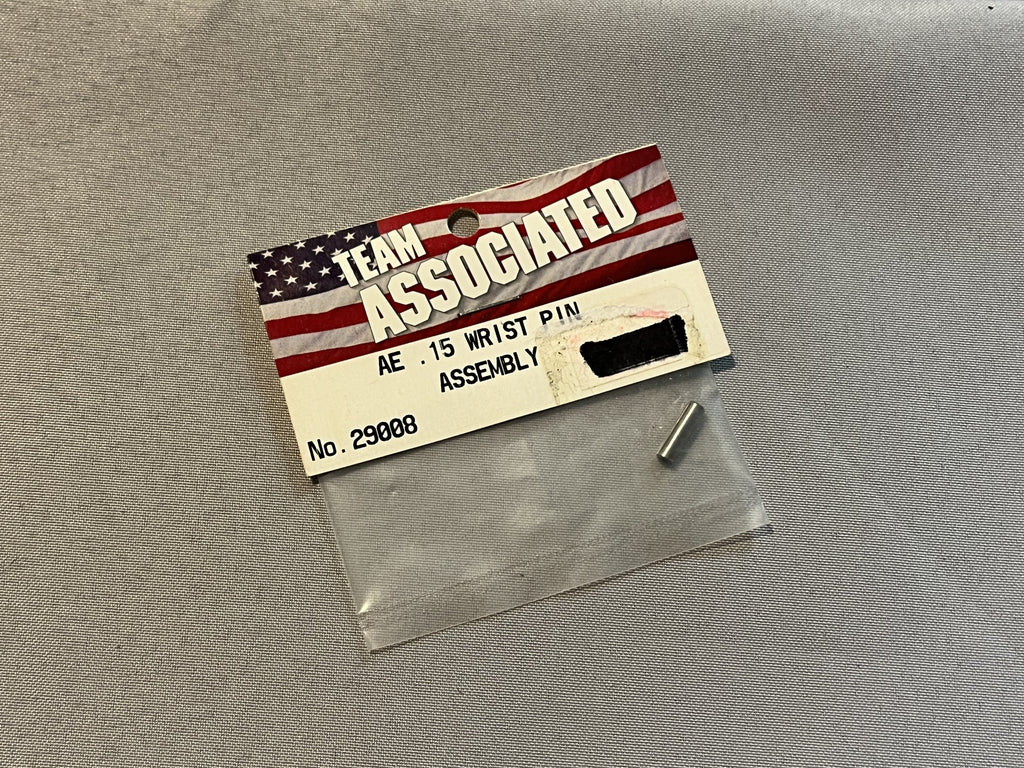 TEAM
ASSOCIATED
AE .15 WRIST PIN
ASSEMBLY
No. 29008